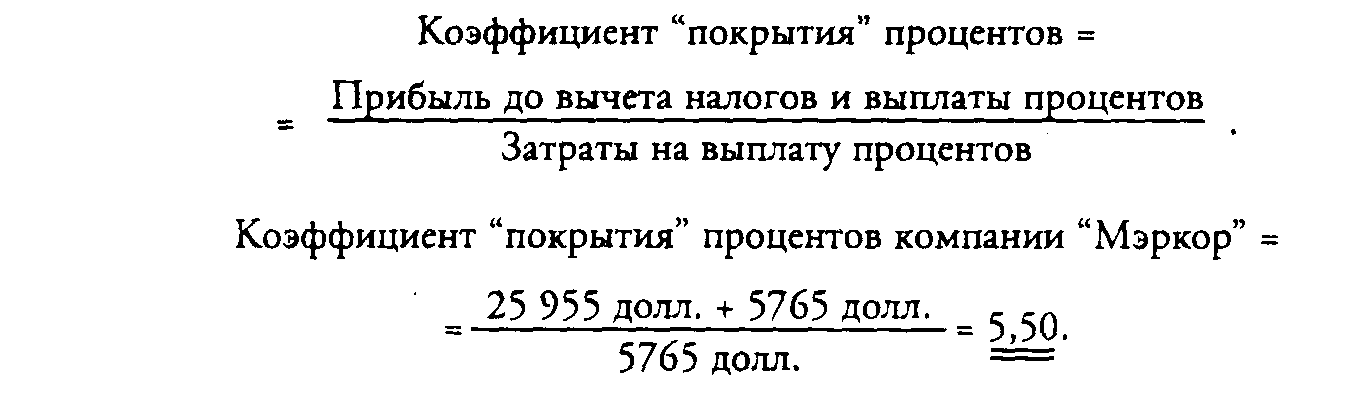 Коэффициент “покрытия” процентов =
= Прибыль до вычета налогов и выплаты процентов
Затраты на выплату процентов .
Коэффициент “покрытия” процентов компании “Мэркор” =
= 25 955 долл. + 5765 долл. = 5,50.
5765 долл.